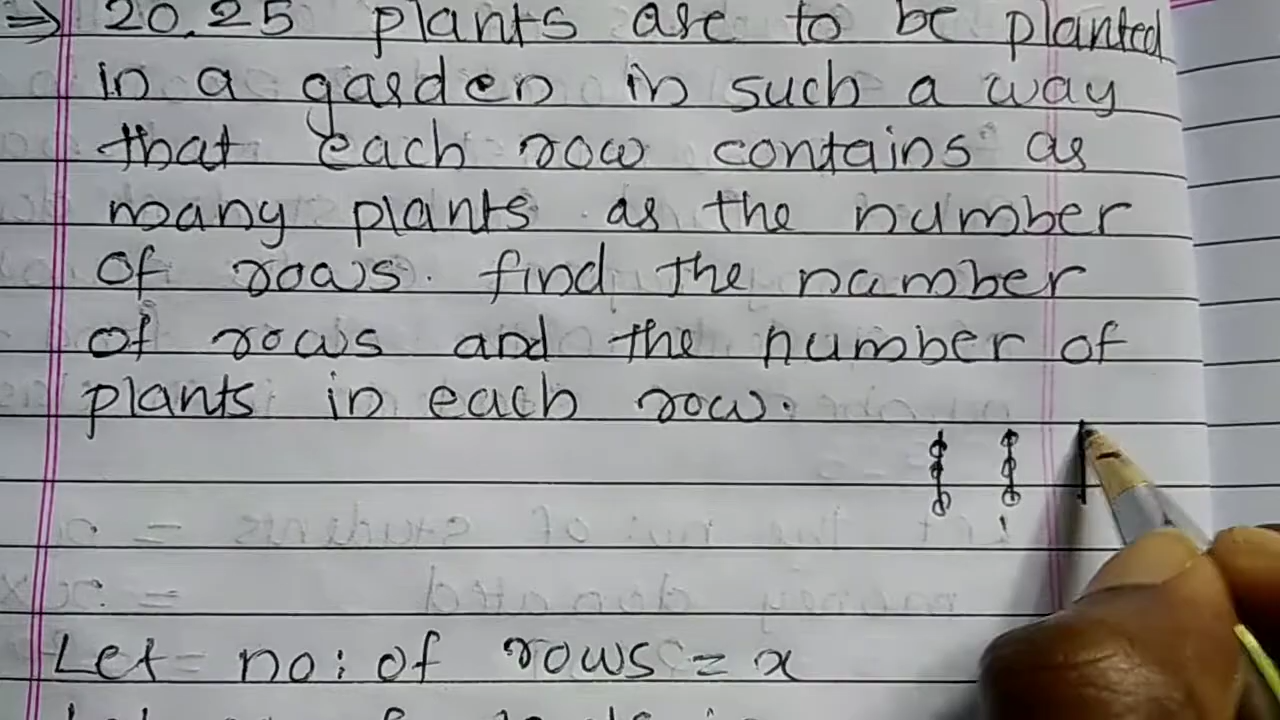 ⇒ 20.25 plants are to be planted
in a garden in such a way
that each row contains as
many plants as the number
of rows. find the number
of rows and the number of
plants in each row.
Let no: of rows = x